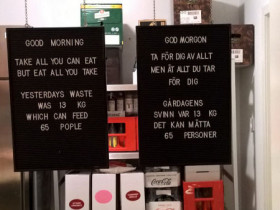 GOOD MORNING
TAKE ALL YOU CAN EAT
BUT EAT ALL YOU TAKE
YESTERDAYS WASTE
WAS 13 KG
WHICH CAN FEED
65 POPLE
GOD MORGON
TA FÖR DIG AV ALLT
MEN ÄT ALLT DU TAR
FÖR DIG
GÅRDAGENS
SVINN VAR 13 KG
DET KAN MÄTTA
65 PERSONER
Coca-Cola